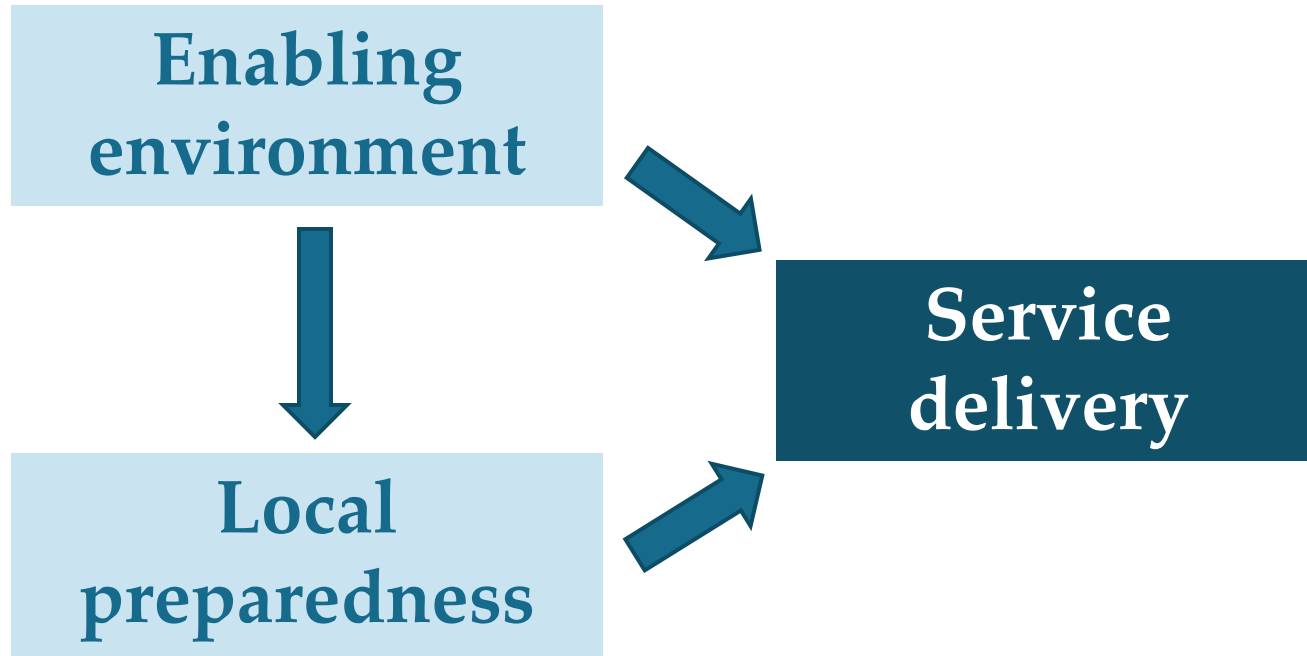 Enabling
environment
Service
delivery
Local
preparedness